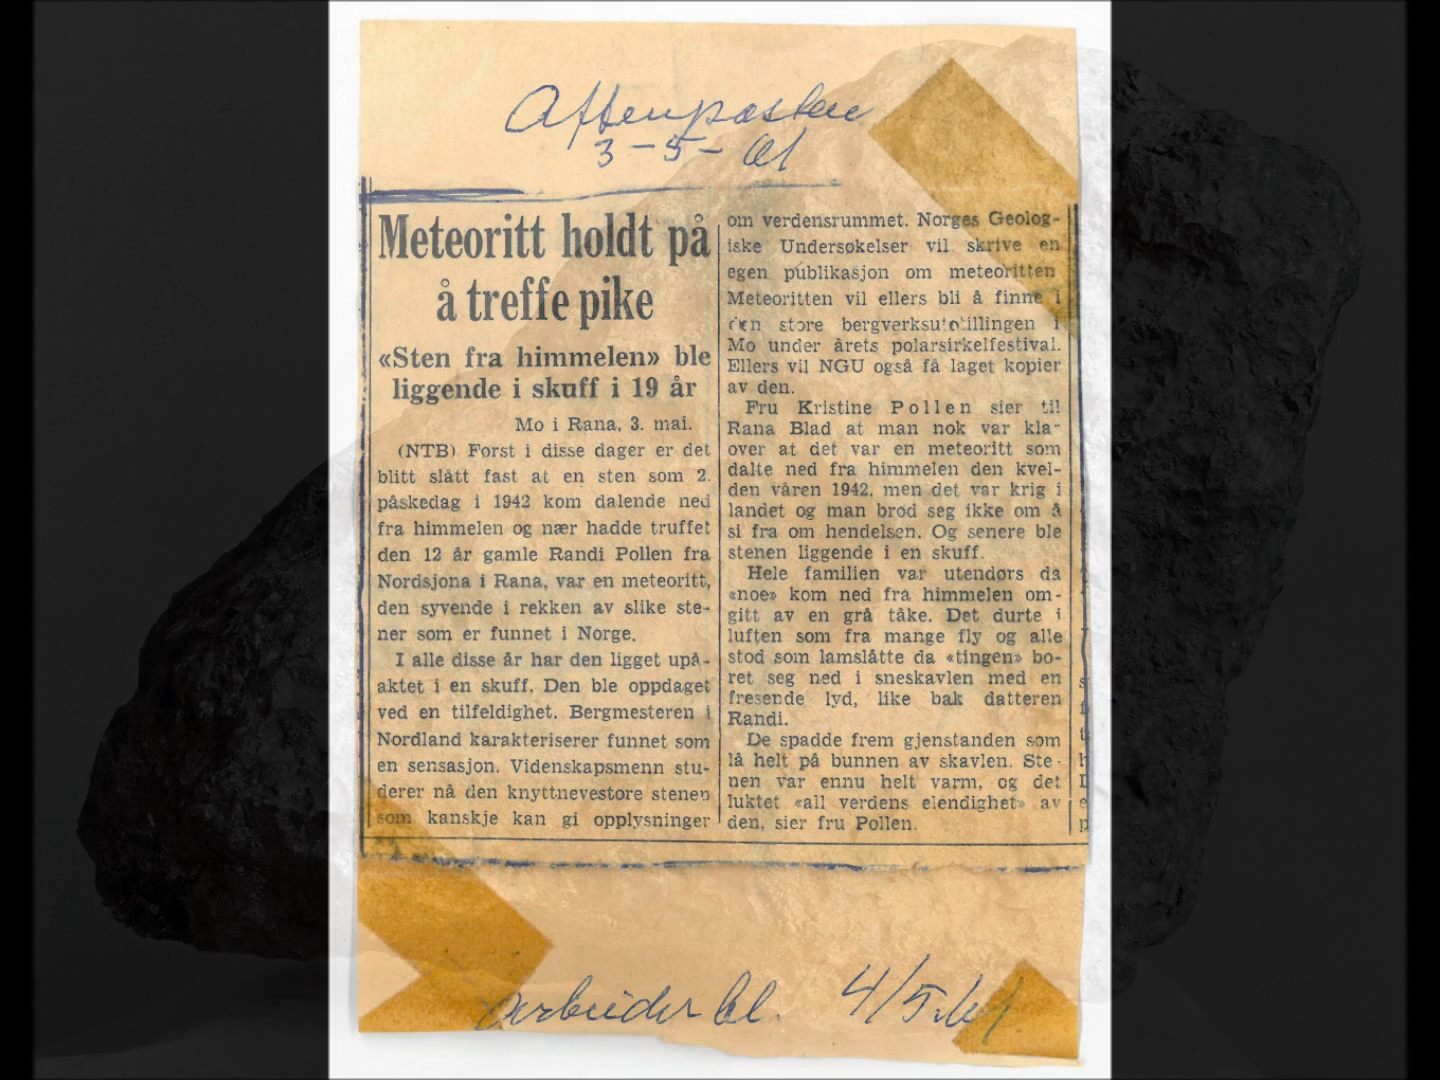 Aftenposten
3-5-61
Meteoritt holdt på
å treffe pike
«Sten fra himmelen» ble
liggende i skuff i 19 år
Mo i Rana, 3. mai.
(NTB) Først i disse dager er det
blitt slått fast at en sten som 2.
påskedag i 1942 kom dalende ned
fra himmelen og nær hadde truffet
den 12 år gamle Randi Pollen fra
Nordsjona i Rana, var en meteoritt,
den syvende i rekken av slike ste-
ner som er funnet i Norge.
I alle disse år har den ligget upå-
aktet i en skuff. Den ble oppdaget
ved en tilfeldighet. Bergmesteren i
Nordland karakteriserer funnet som
en sensasjon. Videnskapsmenn stu-
derer nå den knyttnevestore stenen
som kanskje kan gi opplysninger
om verdensrummet. Norges Geolog-
iske Undersøkelser vil skrive en
egen publikasjon om meteoritten
Meteoritten vil ellers bli å finne i
den store bergverksutstillingen i
Mo under årets polarsirkelfestival.
Ellers vil NGU også få laget kopier
av den.
Fru Kristine Pollen sier til
Rana Blad at man nok var klar
over at det var en meteoritt som
dalte ned fra himmelen den kvel-
den våren 1942, men det var krig i
landet og man brød seg ikke om å
si fra om hendelsen. Og senere ble
stenen liggende i en skuff.
Hele familien var utendørs da
«noe» kom ned fra himmelen om-
gitt av en grå tåke. Det durte i
luften som fra mange fly og alle
stod som lamslåtte da «tingen» bo-
ret seg ned i sneskavlen med en
fresende lyd, like bak datteren
Randi.
De spadde frem gjenstanden som
lå helt på bunnen av skavlen. Ste-
nen var ennu helt varm, og det
luktet «all verdens elendighet» av
den, sier fru Pollen.
Arbeiderbl. 4/5.61